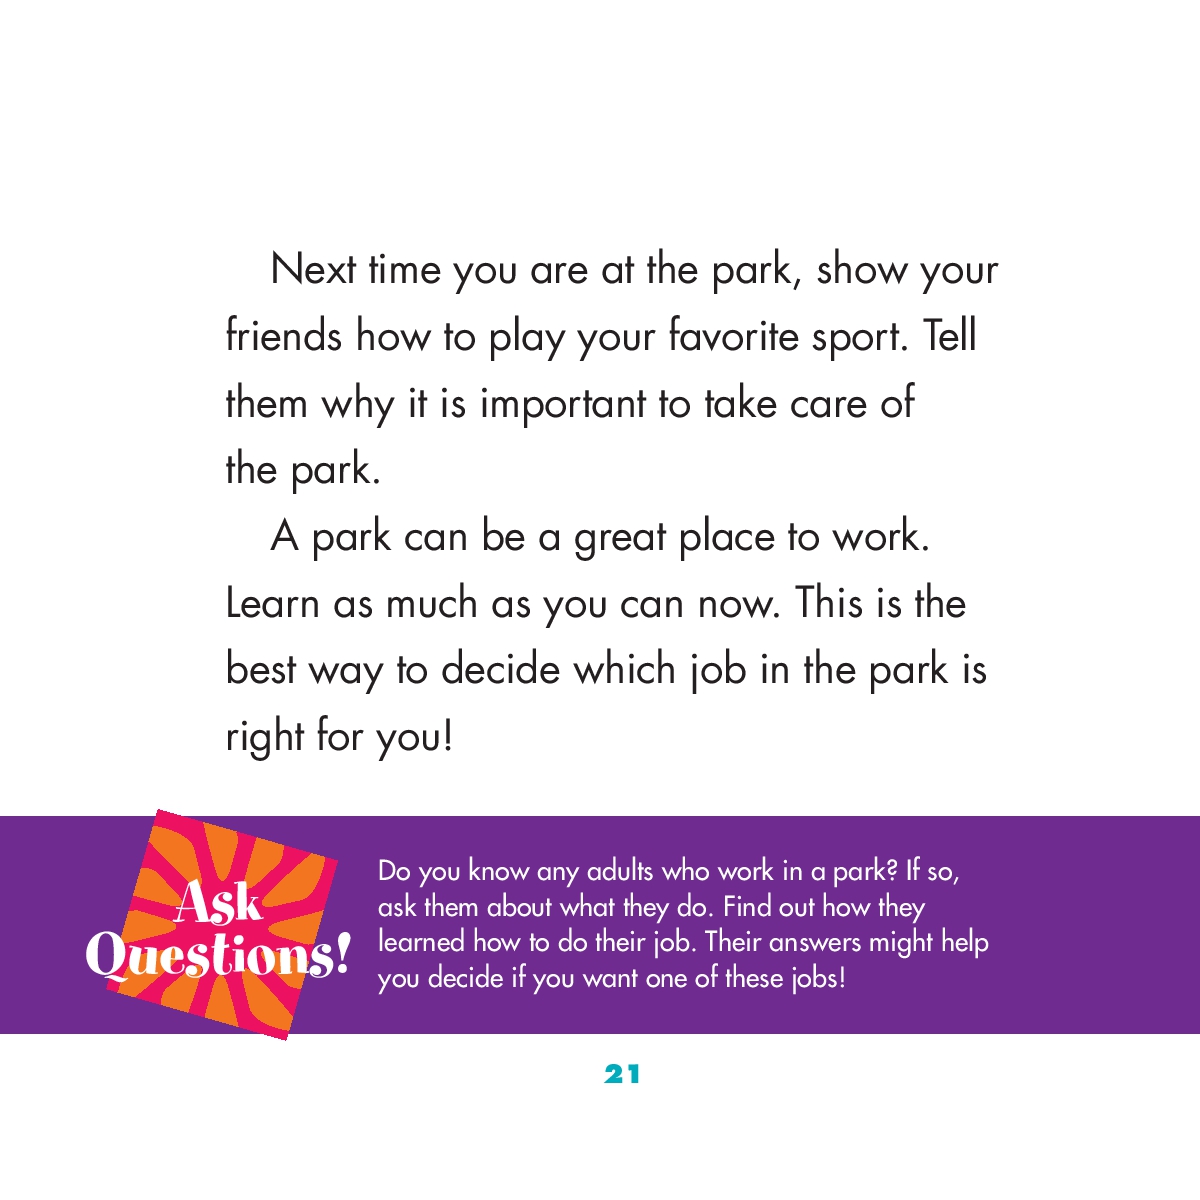 Next time you are at the park, show your
friends how to play your favorite sport. Tell
them why it is important to take care of
the park.
A park can be a great place to work.
Learn as much as you can now. This is the
best way to decide which job in the park is
right for you!
Ask
Questions!
Do you know any adults who work in a park? If so,
ask them about what they do. Find out how they
learned how to do their job. Their answers might help
you decide if you want one of these jobs!
21